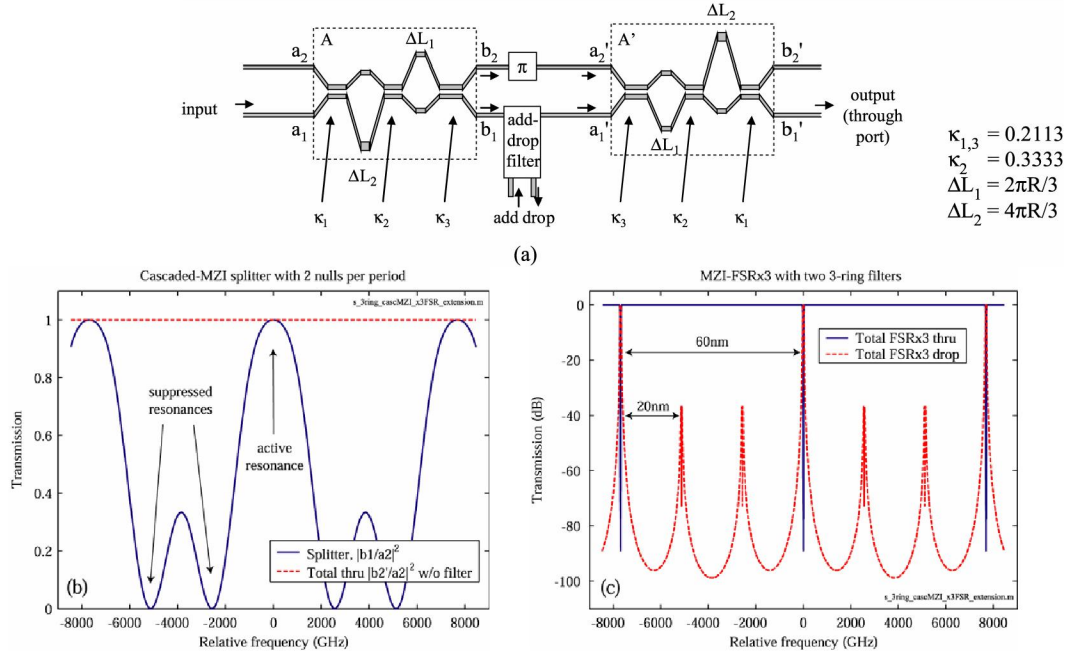 A
ΔL1
ΔL2
a2
b2
π
a2'
A'
b2'
input
a1
b1
add-
drop
filter
a1'
ΔL1
b1'
output
(through
port)
ΔL2
κ1
κ2
κ3
add drop
κ3
κ2
κ1
κ1,3 = 0.2113
κ2 = 0.3333
ΔL1 = 2πR/3
ΔL2 = 4πR/3
(a)
Cascaded-MZI splitter with 2 nulls per period
s_3ring_cascMZI_x3FSR_extension.m
1
0.8
0.6
0.4
0.2
0
Transmission
suppressed
resonances
active
resonance
Splitter, |b1/a2|²
Total thru |b2'/a2|² w/o filter
(b)
-8000 -6000 -4000 -2000 0 2000 4000 6000 8000
Relative frequency (GHz)
MZI-FSRx3 with two 3-ring filters
0
-20
-40
-60
-80
-100
Transmission (dB)
Total FSRx3 thru
Total FSRx3 drop
60nm
20nm
(c)
s_3ring_cascMZI_x3FSR_extension.m
-8000 -6000 -4000 -2000 0 2000 4000 6000 8000
Relative frequency (GHz)